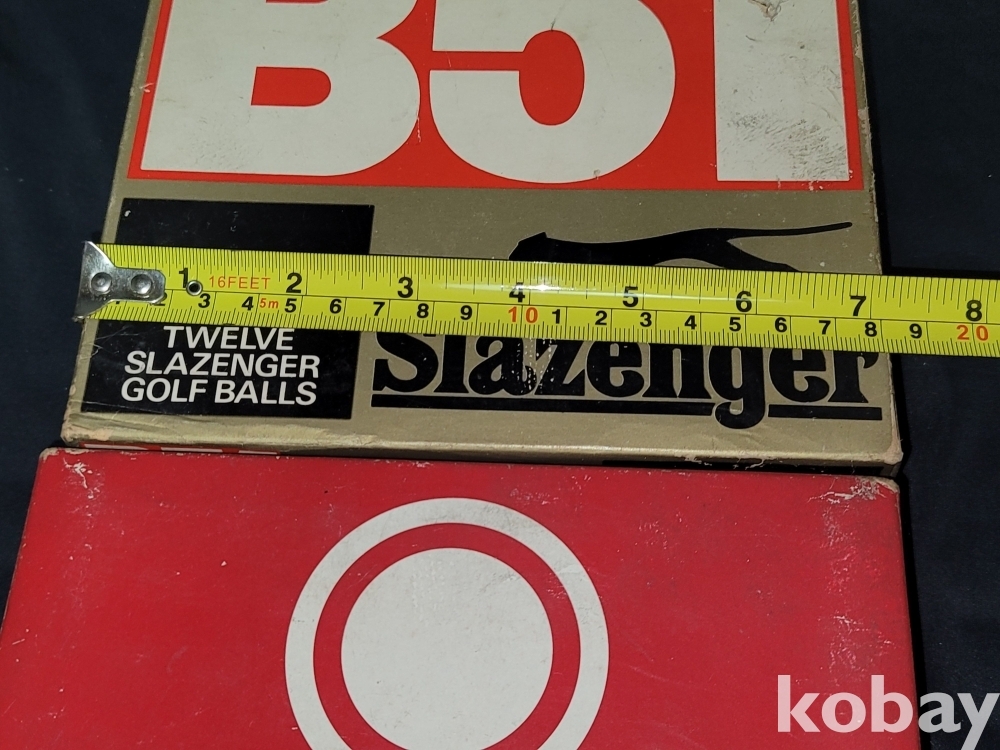 B51
1 16FEET 2 3 4 5 6 7 8
3 4 5m 5 6 7 8 9 10 1 2 3 4 5 6 7 8 9 20
TWELVE
SLAZENGER
GOLF BALLS
Slazenger
kobay